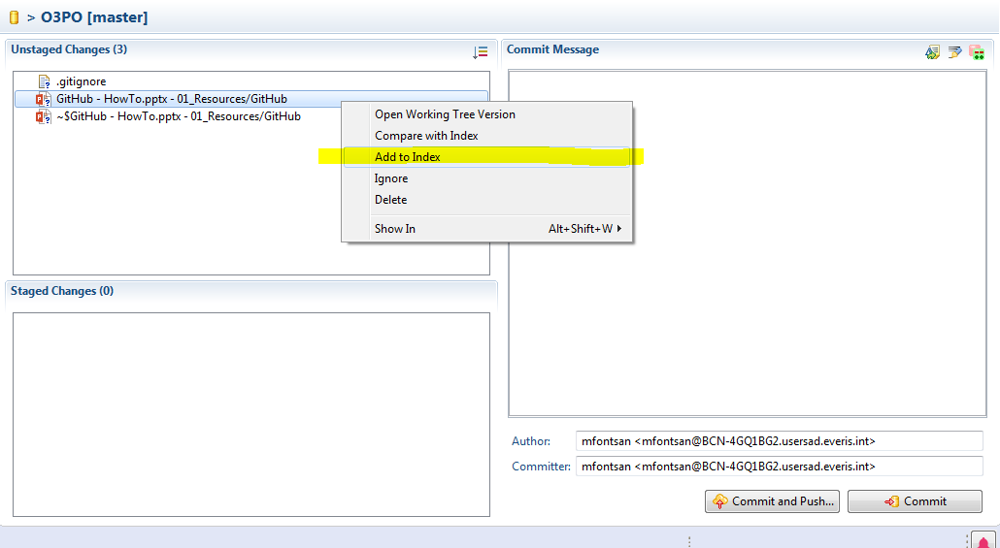 > O3PO [master]
Unstaged Changes (3)
.gitignore
GitHub - HowTo.pptx - 01_Resources/GitHub
~$GitHub - HowTo.pptx - 01_Resources/GitHub
Open Working Tree Version
Compare with Index
Add to Index
Ignore
Delete
Show In Alt+Shift+W
Staged Changes (0)
Commit Message
Author: mfontsan <mfontsan@BCN-4GQ1BG2.usersad.everis.int>
Committer: mfontsan <mfontsan@BCN-4GQ1BG2.usersad.everis.int>
Commit and Push... Commit